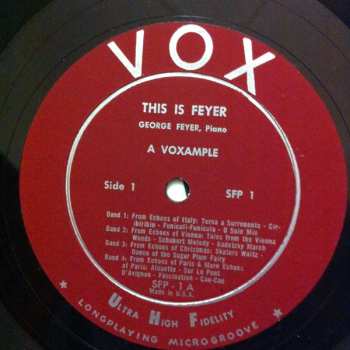 VOX
THIS IS FEYER
GEORGE FEYER, Piano
A VOXAMPLE
Side 1
SFP 1
Band 1: From Echoes of Italy: Torna a Surrenento - Cir-
ibiribin - Funiculi-Funicula - O Sole Mio
Band 2: From Echoes of Vienna: Tales from the Vienna
Woods - Schubert Melody - Radetzky March
Band 3: From Echoes of Christmas: Skaters Waltz -
Dance of the Sugar Plum Fairy
Band 4: From Echoes of Paris & More Echoes
of Paris: Alouette - Sur Le Pont
D'Avignon - Fascination - Can-Can
SFP - 1 A
Made in U.S.A.
ULTRA HIGH FIDELITY
LONGPLAYING MICROGROOVE